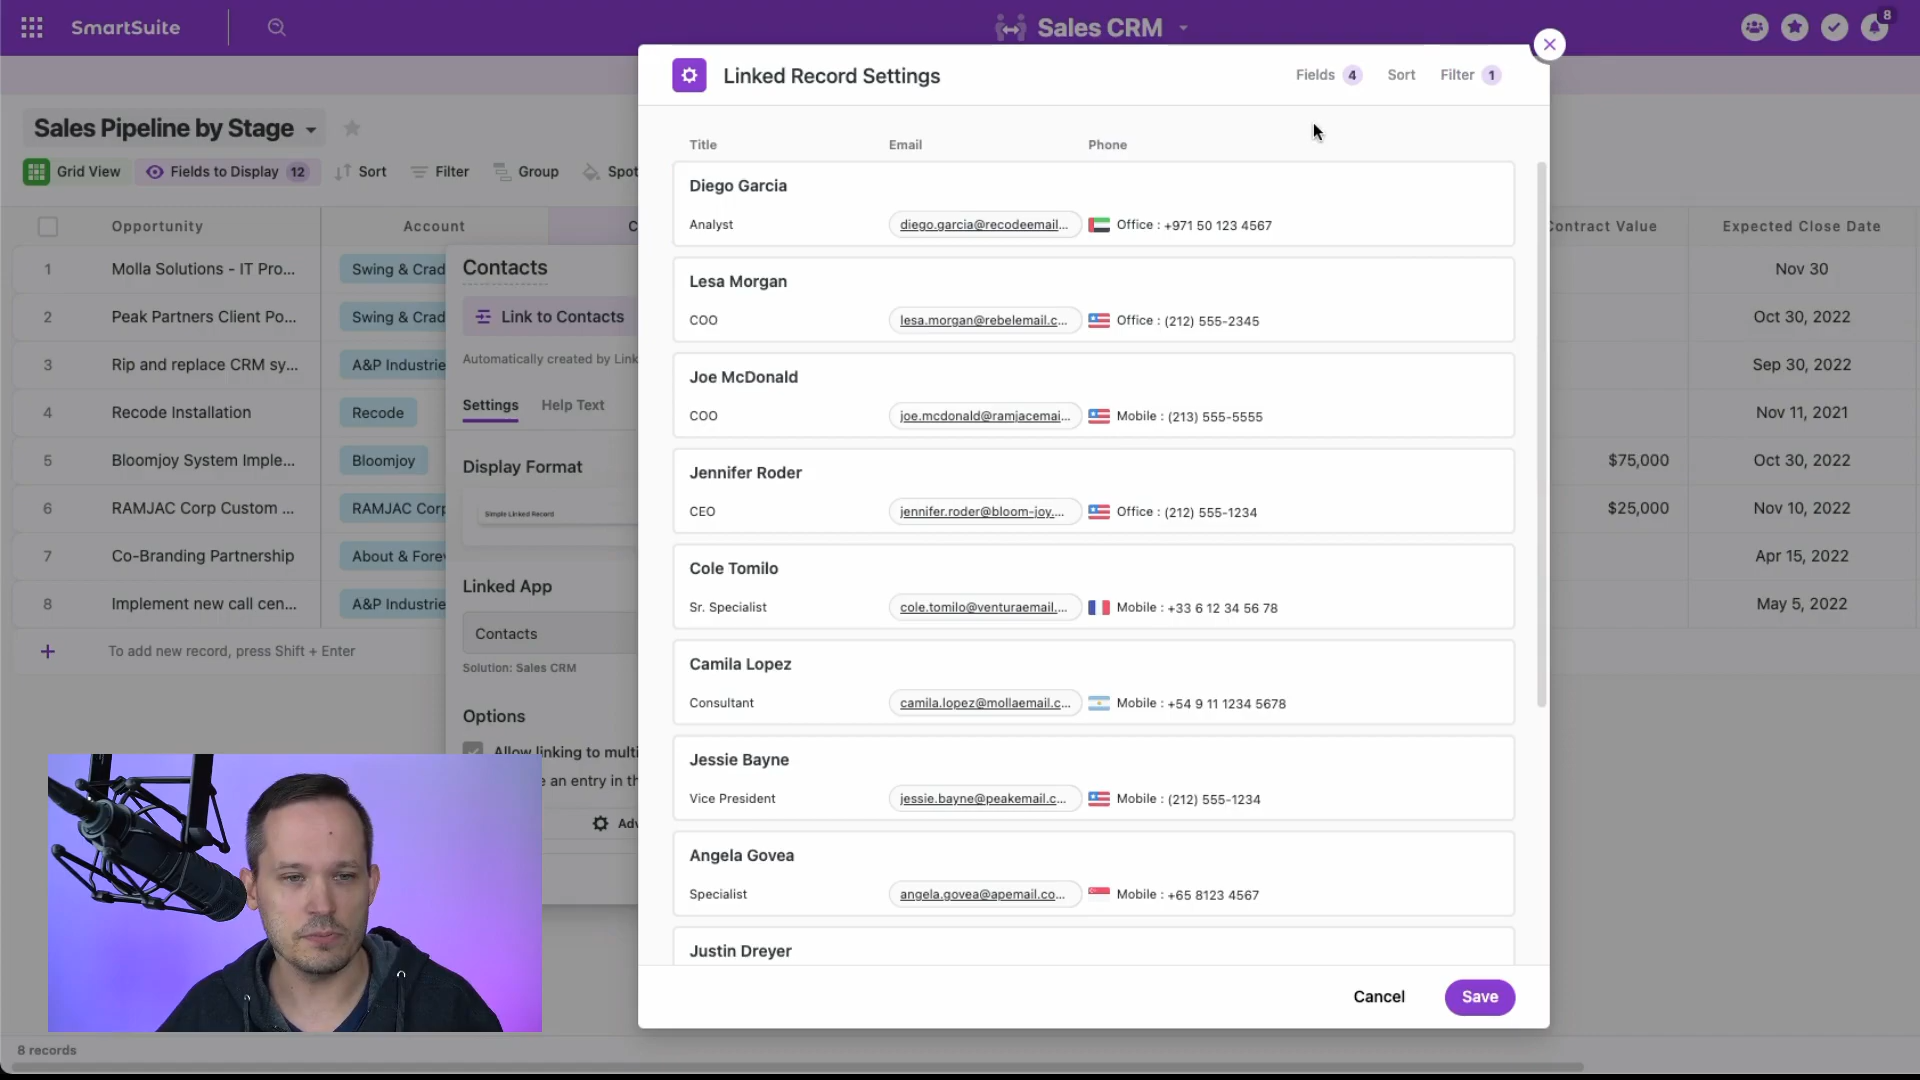 SmartSuite
Sales CRM
8
Linked Record Settings
Fields 4
Sort
Filter 1
Sales Pipeline by Stage
Grid View
Fields to Display 12
Sort
Filter
Group
Title
Email
Phone
Opportunity
Account
Contract Value
Expected Close Date
1 Molla Solutions - IT Pro... Swing & Crad Nov 30
2 Peak Partners Client Po... Swing & Crad Oct 30, 2022
3 Rip and replace CRM sy... A&P Industrie Sep 30, 2022
4 Recode Installation Recode Nov 11, 2021
5 Bloomjoy System Imple... Bloomjoy $75,000 Oct 30, 2022
6 RAMJAC Corp Custom ... RAMJAC Corp $25,000 Nov 10, 2022
7 Co-Branding Partnership About & Forev Apr 15, 2022
8 Implement new call cen... A&P Industrie May 5, 2022
To add new record, press Shift + Enter
Contacts
Link to Contacts
Automatically created by Link
Settings
Help Text
Display Format
Simple Linked Record
Linked App
Contacts
Solution: Sales CRM
Options
Allow linking to multi
e an entry in th
Diego Garcia
Analyst diego.garcia@recodeemail... Office : +971 50 123 4567
Lesa Morgan
COO lesa.morgan@rebelemail.c... Office : (212) 555-2345
Joe McDonald
COO joe.mcdonald@ramjacemai... Mobile : (213) 555-5555
Jennifer Roder
CEO jennifer.roder@bloom-joy.... Office : (212) 555-1234
Cole Tomilo
Sr. Specialist cole.tomilo@venturaemail.... Mobile : +33 6 12 34 56 78
Camila Lopez
Consultant camila.lopez@mollaemail.c... Mobile : +54 9 11 1234 5678
Jessie Bayne
Vice President jessie.bayne@peakemail.c... Mobile : (212) 555-1234
Angela Govea
Specialist angela.govea@apemail.co... Mobile : +65 8123 4567
Justin Dreyer
Cancel
Save
8 records